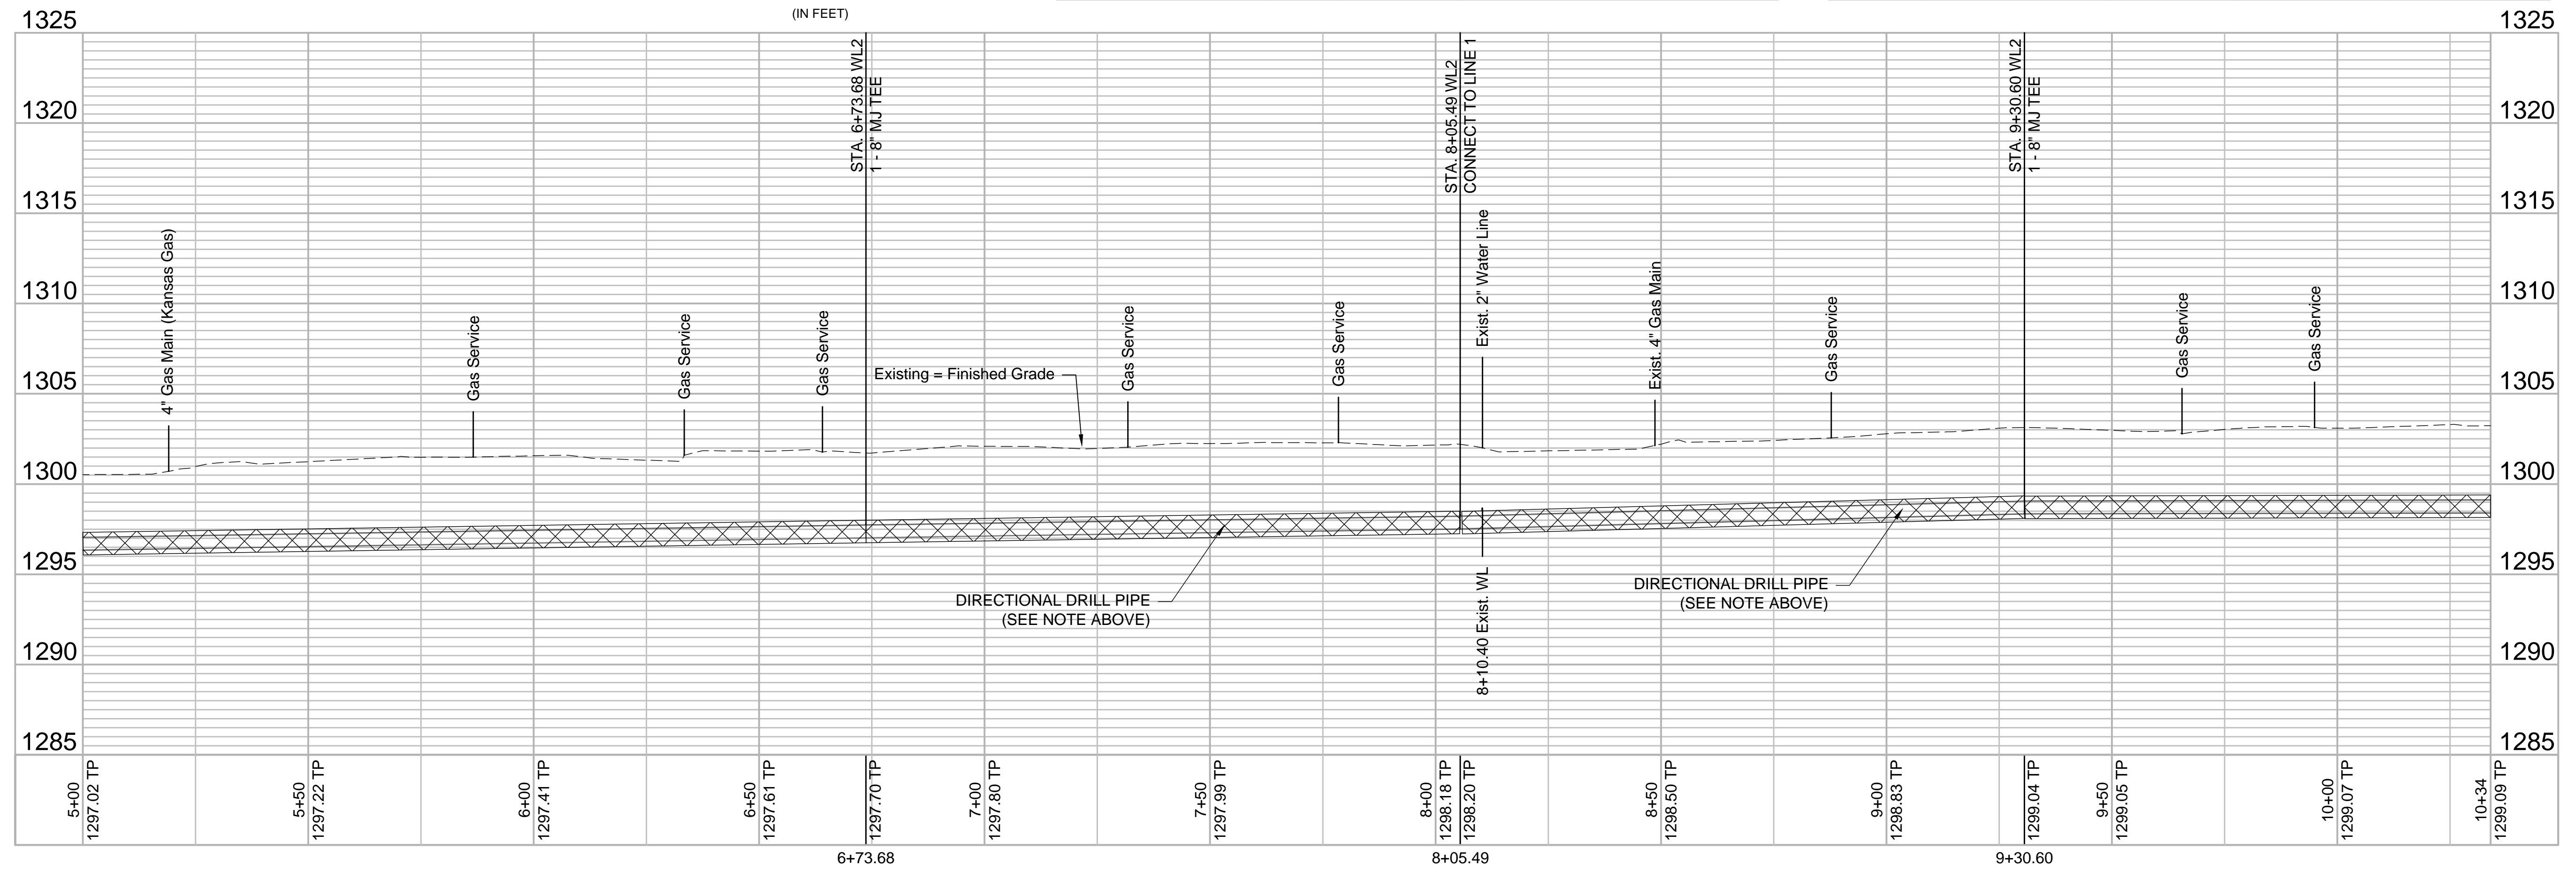 (IN FEET)
1325
1325
1320
1320
1315
1315
1310
1310
1305
1305
1300
1300
1295
1295
1290
1290
1285
1285
STA. 6+73.68 WL2
1 - 8" MJ TEE
STA. 8+05.49 WL2
CONNECT TO LINE 1
STA. 9+30.60 WL2
1 - 8" MJ TEE
4" Gas Main (Kansas Gas)
Gas Service
Gas Service
Gas Service
Existing = Finished Grade
Gas Service
Gas Service
Exist. 2" Water Line
Exist. 4" Gas Main
Gas Service
Gas Service
Gas Service
DIRECTIONAL DRILL PIPE
(SEE NOTE ABOVE)
8+10.40 Exist. WL
DIRECTIONAL DRILL PIPE
(SEE NOTE ABOVE)
5+00
1297.02 TP
5+50
1297.22 TP
6+00
1297.41 TP
6+50
1297.61 TP
1297.70 TP
7+00
1297.80 TP
7+50
1297.99 TP
8+00
1298.18 TP
1298.20 TP
8+50
1298.50 TP
9+00
1298.83 TP
1299.04 TP
9+50
1299.05 TP
10+00
1299.07 TP
10+34
1299.09 TP
6+73.68
8+05.49
9+30.60